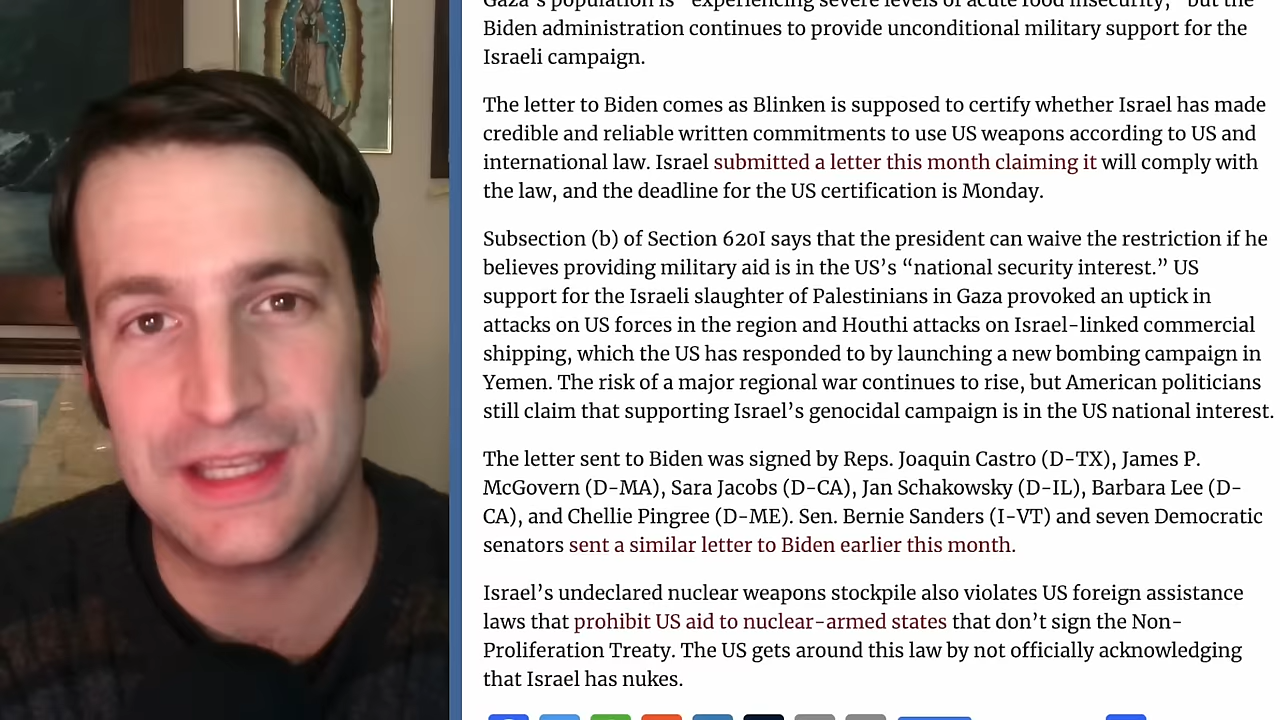 Gaza's population is "experiencing severe levels of acute food insecurity," but the
Biden administration continues to provide unconditional military support for the
Israeli campaign.
The letter to Biden comes as Blinken is supposed to certify whether Israel has made
credible and reliable written commitments to use US weapons according to US and
international law. Israel submitted a letter this month claiming it will comply with
the law, and the deadline for the US certification is Monday.
Subsection (b) of Section 620I says that the president can waive the restriction if he
believes providing military aid is in the US’s “national security interest.” US
support for the Israeli slaughter of Palestinians in Gaza provoked an uptick in
attacks on US forces in the region and Houthi attacks on Israel-linked commercial
shipping, which the US has responded to by launching a new bombing campaign in
Yemen. The risk of a major regional war continues to rise, but American politicians
still claim that supporting Israel’s genocidal campaign is in the US national interest.
The letter sent to Biden was signed by Reps. Joaquin Castro (D-TX), James P.
McGovern (D-MA), Sara Jacobs (D-CA), Jan Schakowsky (D-IL), Barbara Lee (D-
CA), and Chellie Pingree (D-ME). Sen. Bernie Sanders (I-VT) and seven Democratic
senators sent a similar letter to Biden earlier this month.
Israel’s undeclared nuclear weapons stockpile also violates US foreign assistance
laws that prohibit US aid to nuclear-armed states that don’t sign the Non-
Proliferation Treaty. The US gets around this law by not officially acknowledging
that Israel has nukes.